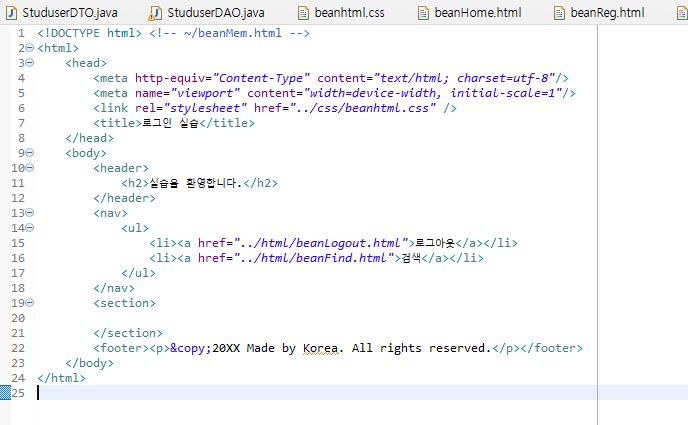 StuduserDTO.java StuduserDAO.java beanhtml.css beanHome.html beanReg.html
1 <!DOCTYPE html> <!-- ~/beanMem.html -->
2 <html>
3 <head>
4 <meta http-equiv="Content-Type" content="text/html; charset=utf-8"/>
5 <meta name="viewport" content="width=device-width, initial-scale=1"/>
6 <link rel="stylesheet" href="../css/beanhtml.css" />
7 <title>로그인 실습</title>
8 </head>
9 <body>
10 <header>
11 <h2>실습을 환영합니다.</h2>
12 </header>
13 <nav>
14 <ul>
15 <li><a href="../html/beanLogout.html">로그아웃</a></li>
16 <li><a href="../html/beanFind.html">검색</a></li>
17 </ul>
18 </nav>
19 <section>
20
21 </section>
22 <footer><p>&copy;20XX Made by Korea. All rights reserved.</p></footer>
23 </body>
24 </html>
25